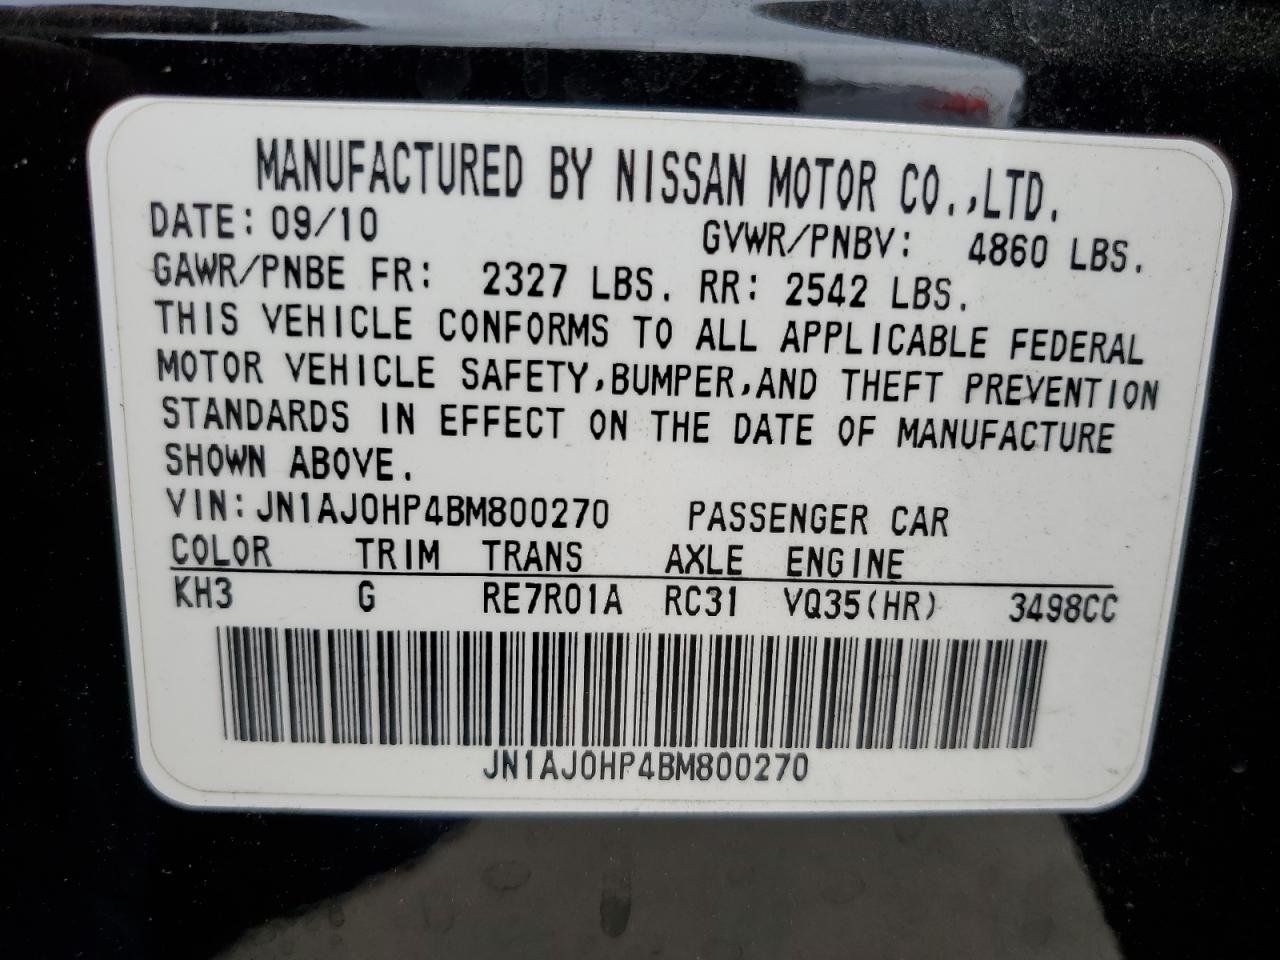 MANUFACTURED BY NISSAN MOTOR CO.,LTD.
DATE: 09/10 GVWR/PNBV: 4860 LBS.
GAWR/PNBE FR: 2327 LBS. RR: 2542 LBS.
THIS VEHICLE CONFORMS TO ALL APPLICABLE FEDERAL
MOTOR VEHICLE SAFETY,BUMPER,AND THEFT PREVENTION
STANDARDS IN EFFECT ON THE DATE OF MANUFACTURE
SHOWN ABOVE.
VIN: JN1AJ0HP4BM800270 PASSENGER CAR
COLOR TRIM TRANS AXLE ENGINE
KH3 G RE7R01A RC31 VQ35(HR) 3498CC
JN1AJ0HP4BM800270